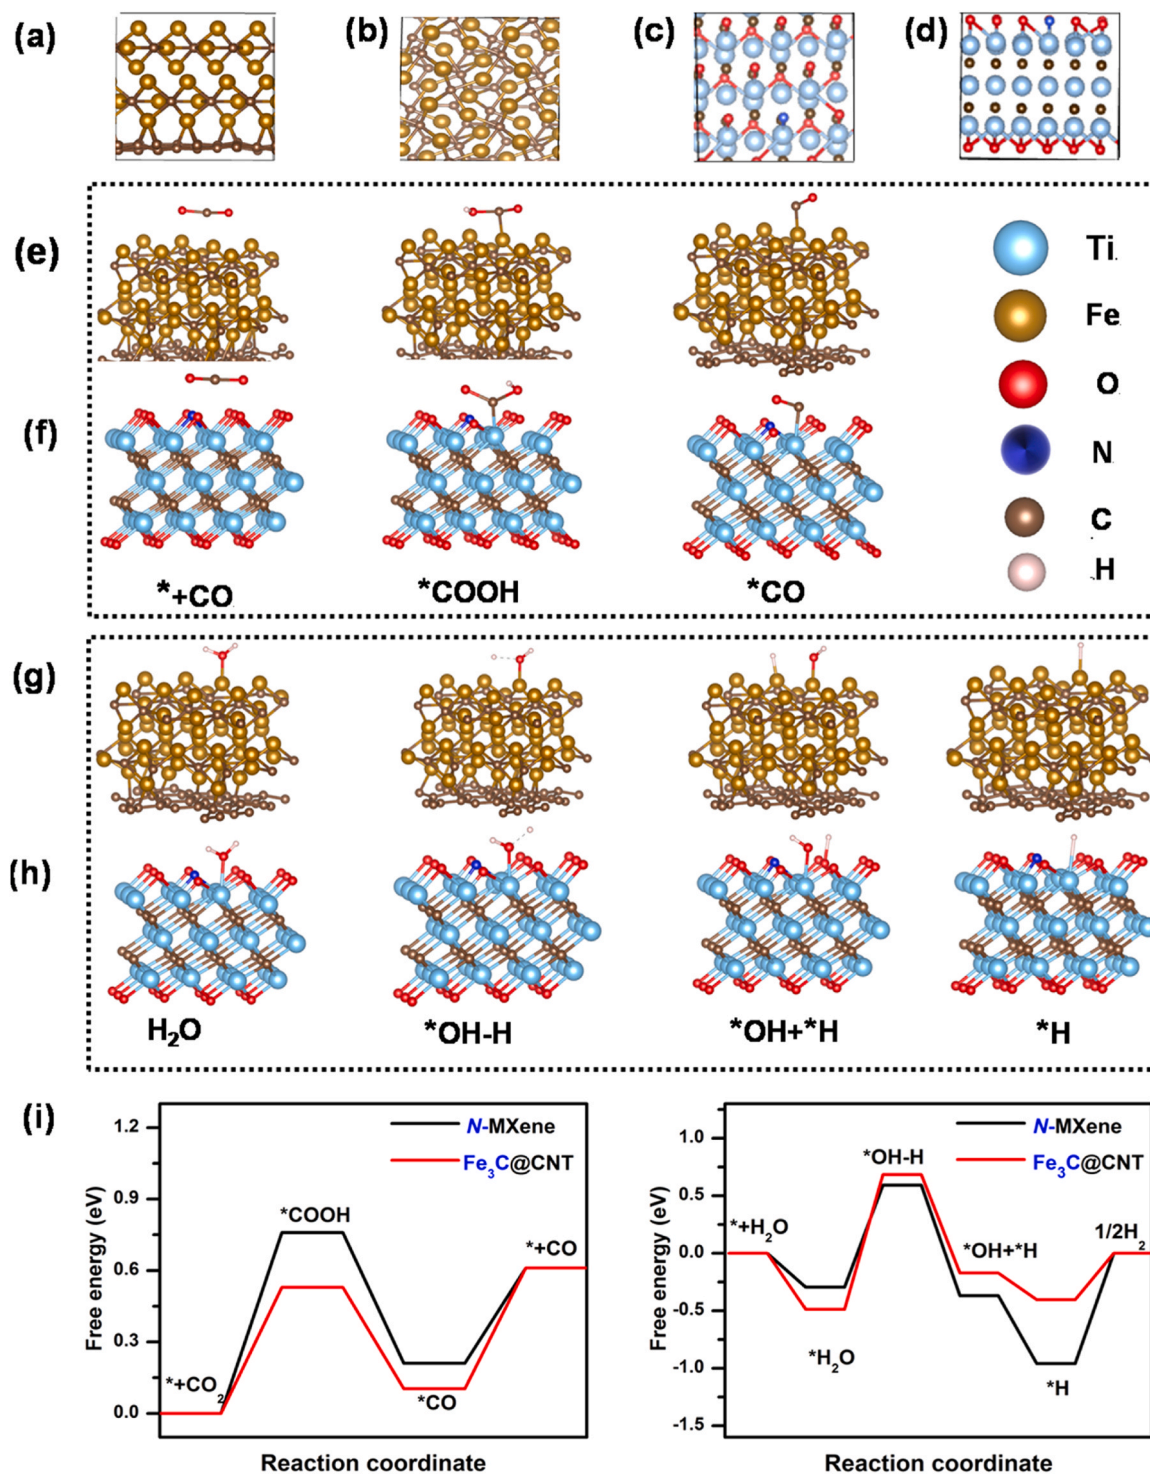 (a)
(b)
(c)
(d)
(e)
Ti
Fe
O
(f)
N
C
H
*+CO
*COOH
*CO
(g)
(h)
H₂O
*OH-H
*OH+*H
*H
(i)
Free energy (eV)
1.2
0.9
0.6
0.3
0.0
N-MXene
Fe₃C@CNT
*COOH
*+CO
*+CO₂
*CO
Reaction coordinate
Free energy (eV)
1.0
0.5
0.0
-0.5
-1.0
-1.5
N-MXene
Fe₃C@CNT
*OH-H
*+H₂O
*OH+*H
1/2H₂
*H₂O
*H
Reaction coordinate